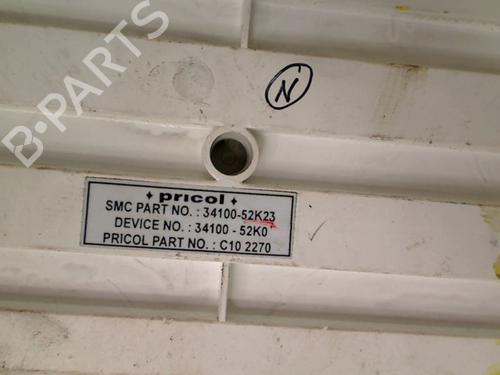 B-PARTS
N
pricol
SMC PART NO. : 34100-52K23
DEVICE NO. : 34100 - 52K0
PRICOL PART NO. : C10 2270